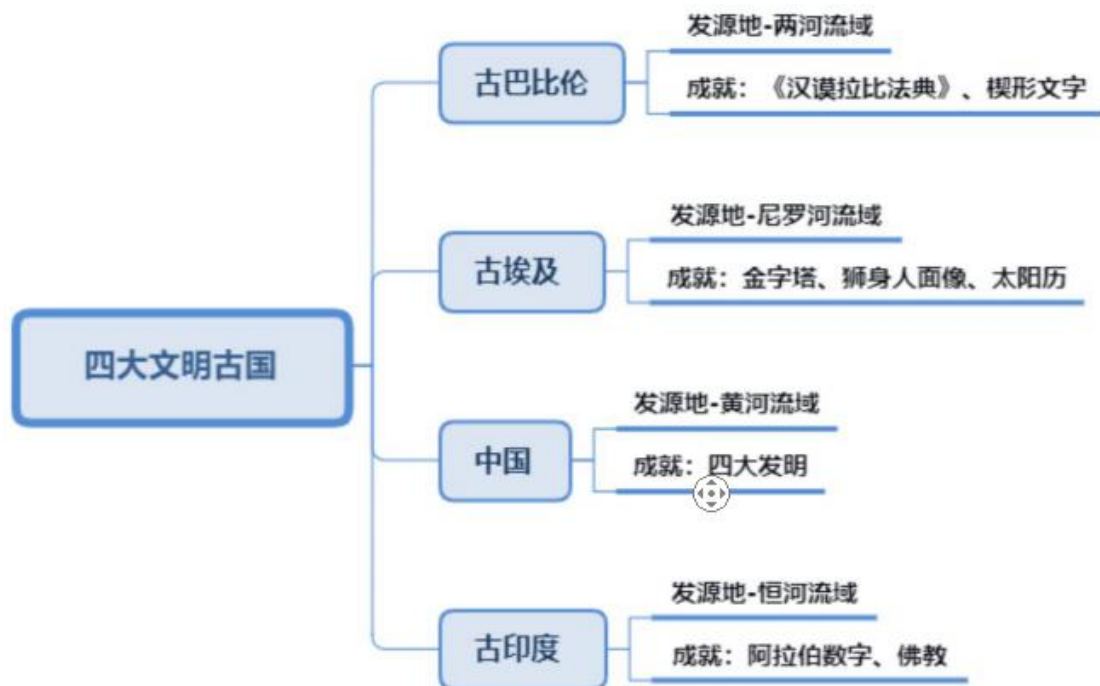 四大文明古国
古巴比伦
发源地-两河流域
成就：《汉谟拉比法典》、楔形文字
古埃及
发源地-尼罗河流域
成就：金字塔、狮身人面像、太阳历
中国
发源地-黄河流域
成就：四大发明
古印度
发源地-恒河流域
成就：阿拉伯数字、佛教